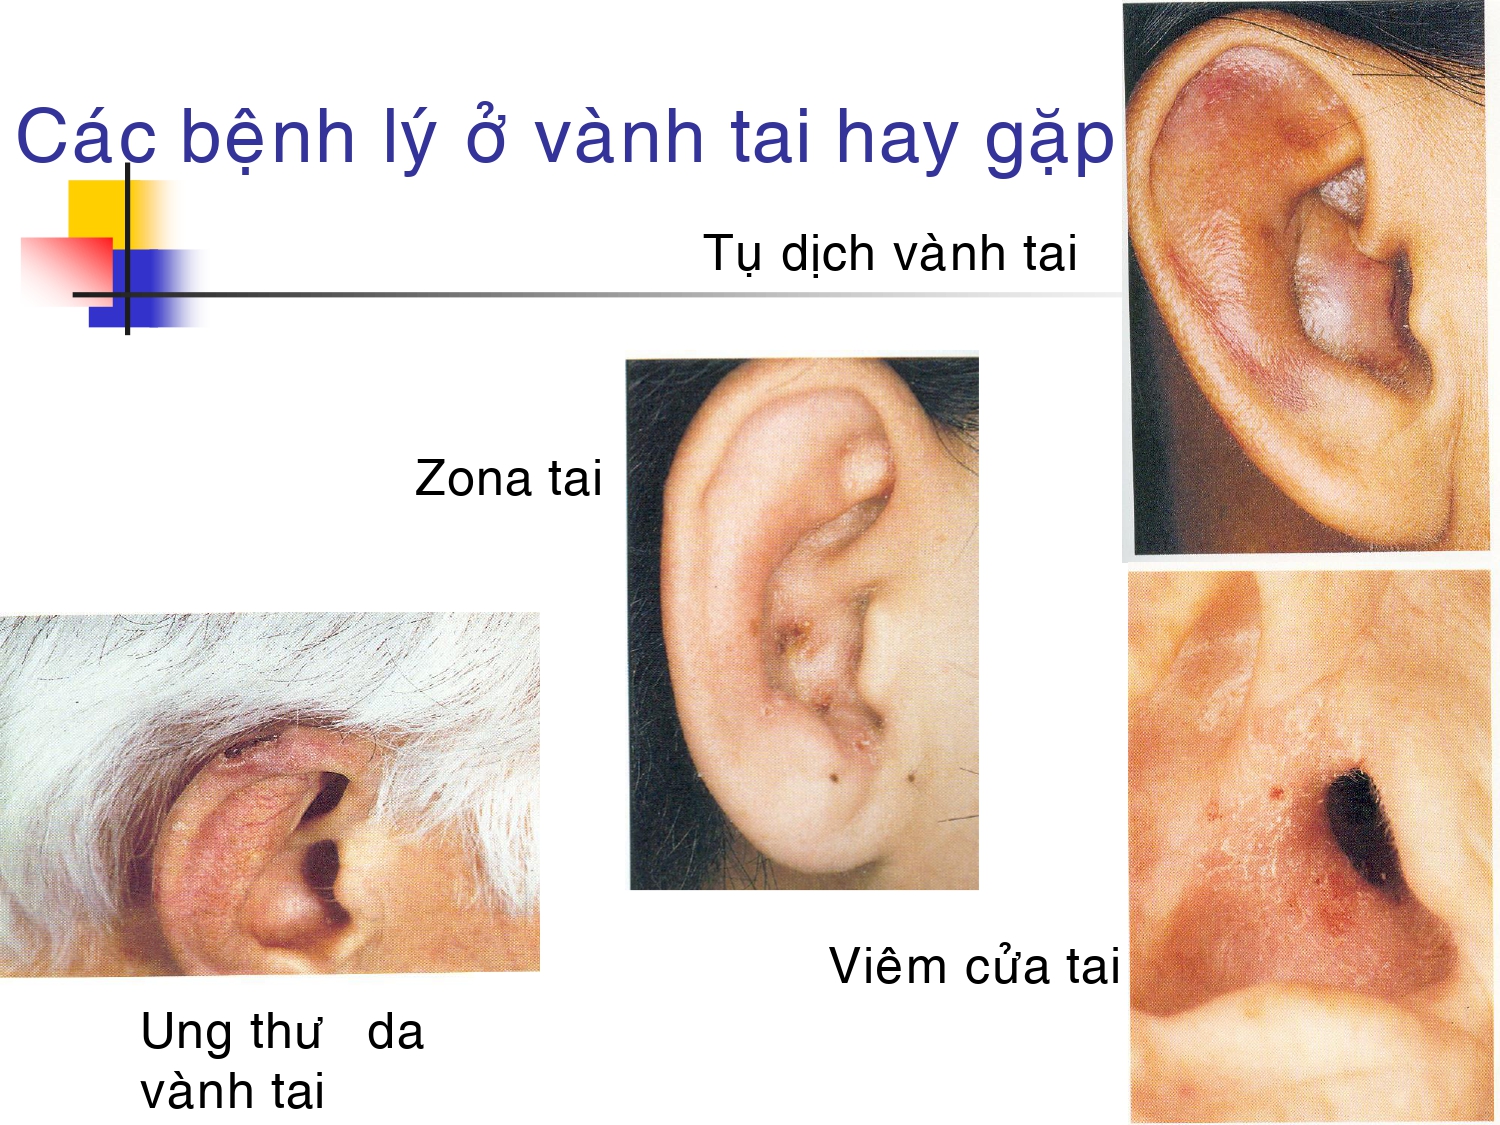 Các bệnh lý ở vành tai hay gặp
Tụ dịch vành tai
Zona tai
Viêm cửa tai
Ung thư da
vành tai